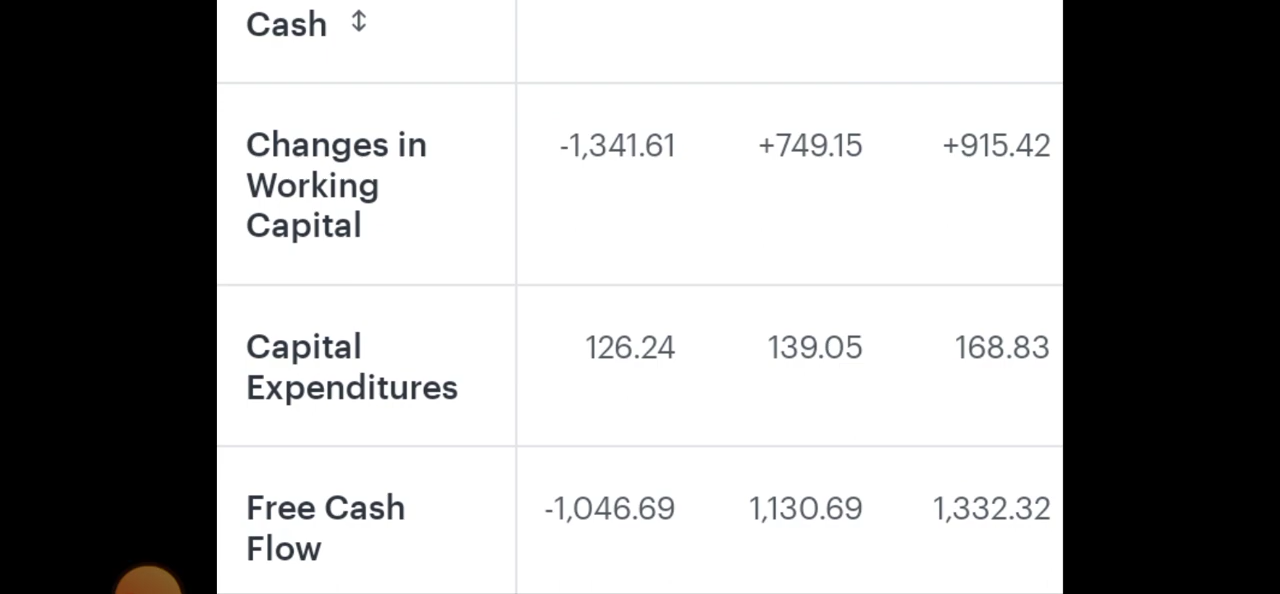 Cash
Changes in -1,341.61 +749.15 +915.42
Working
Capital
Capital 126.24 139.05 168.83
Expenditures
Free Cash -1,046.69 1,130.69 1,332.32
Flow